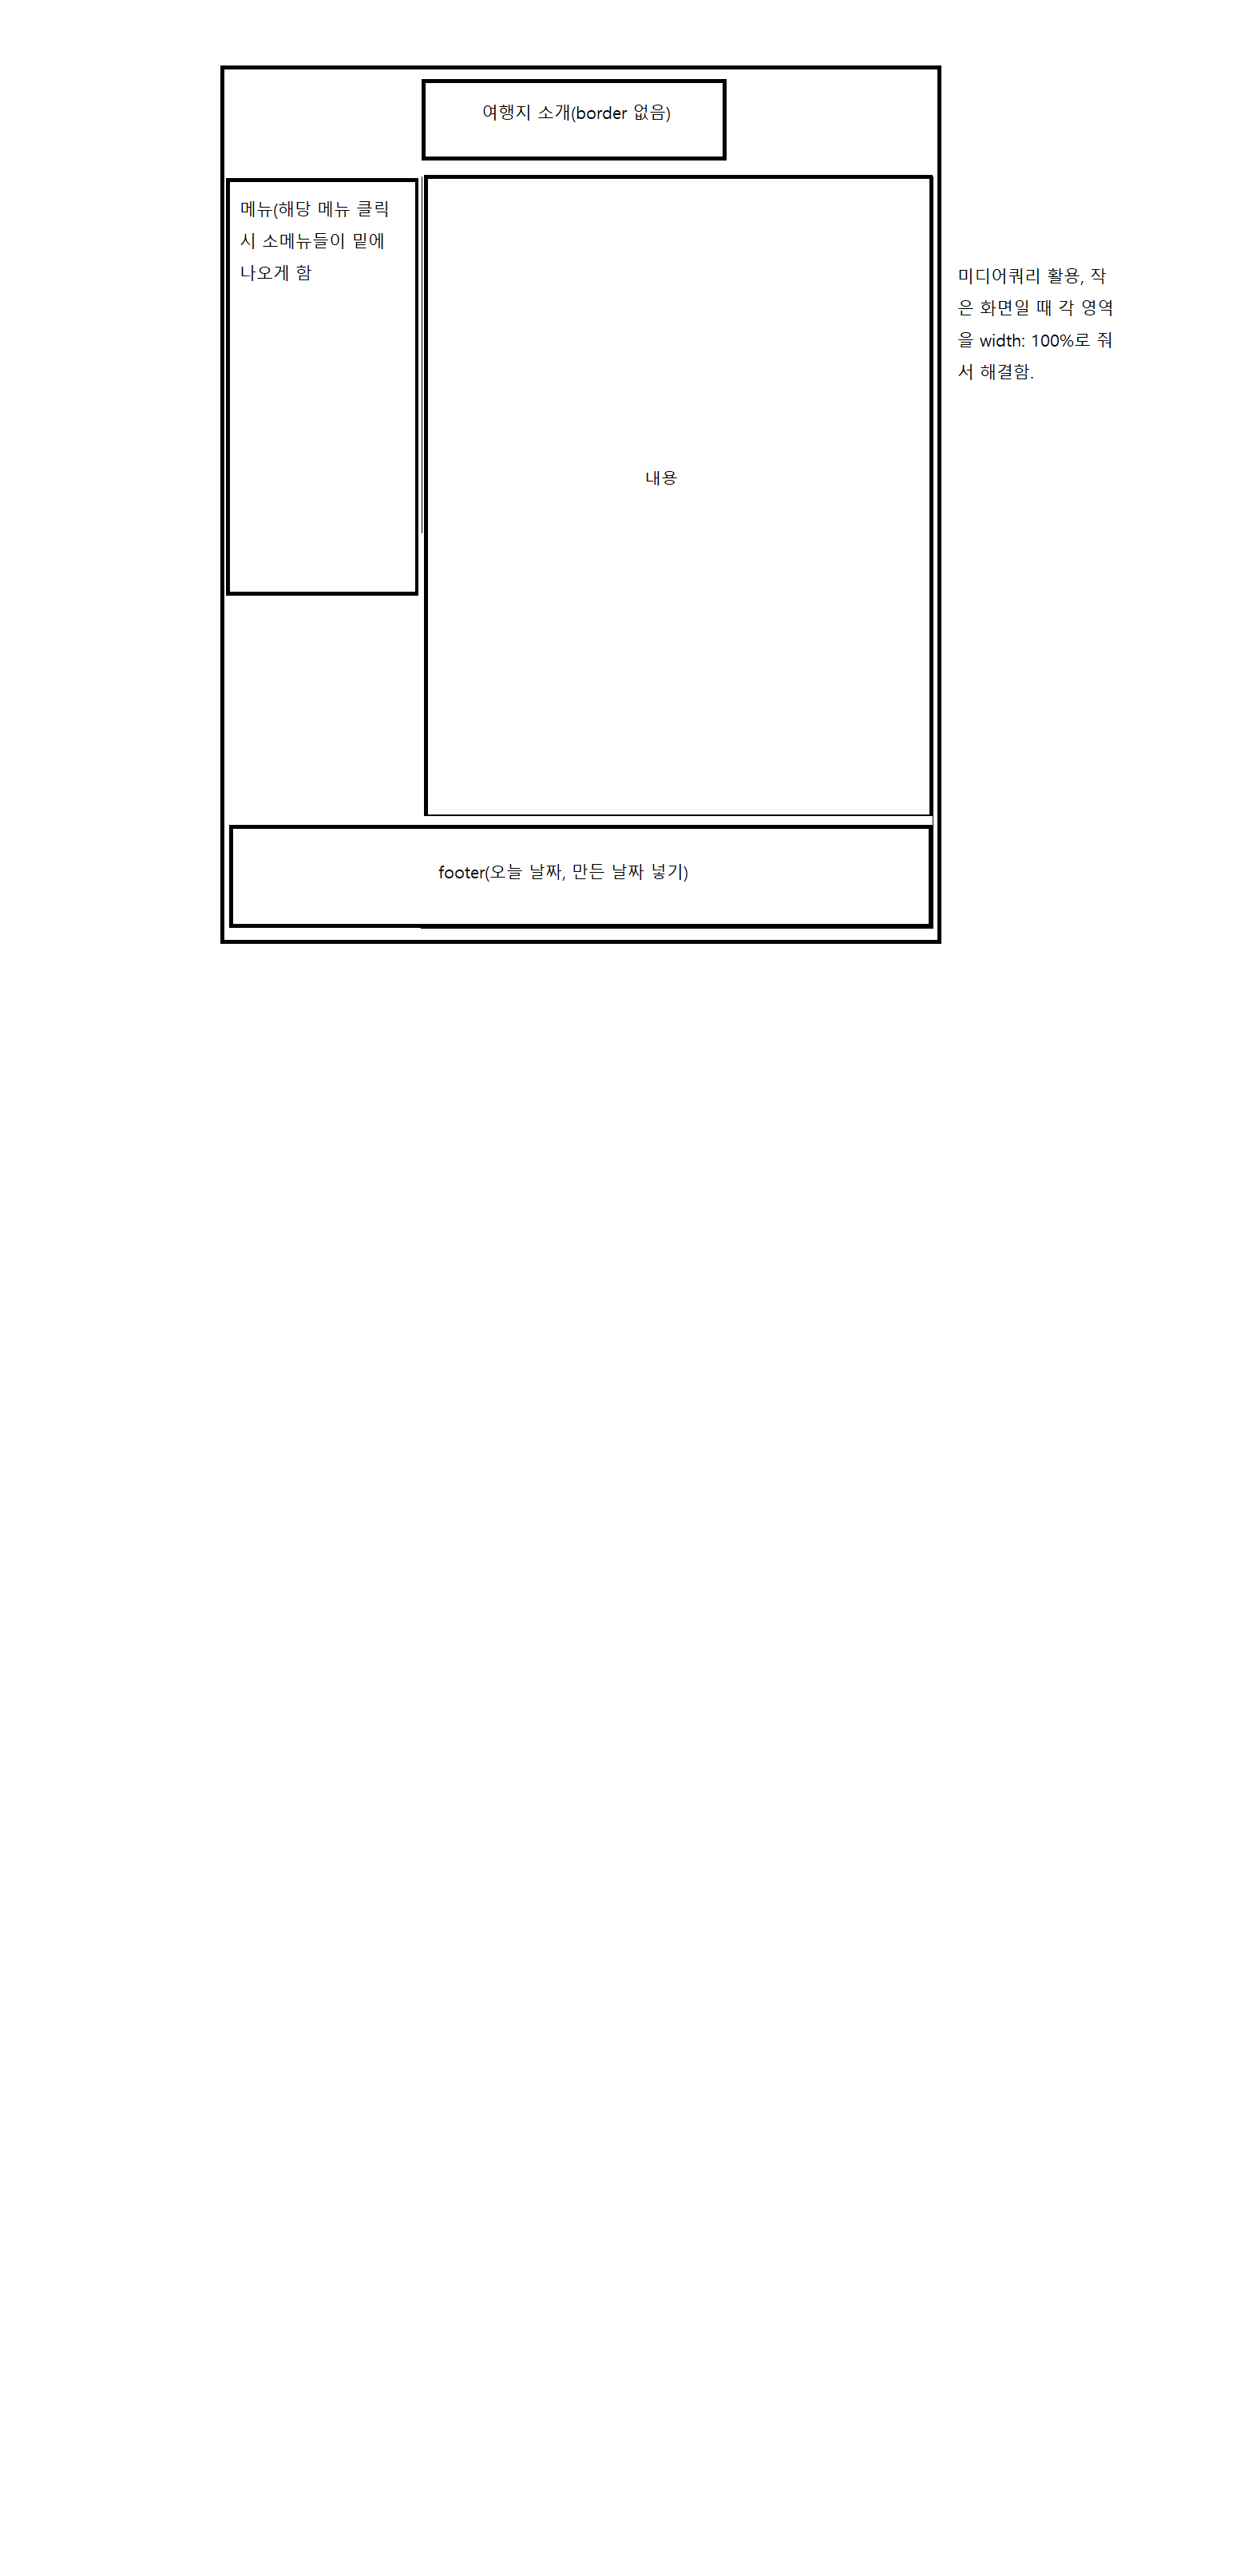 여행지 소개(border 없음)
메뉴(해당 메뉴 클릭
시 소메뉴들이 밑에
나오게 함
미디어쿼리 활용, 작
은 화면일 때 각 영역
을 width: 100%로 줘
서 해결함.
내용
footer(오늘 날짜, 만든 날짜 넣기)